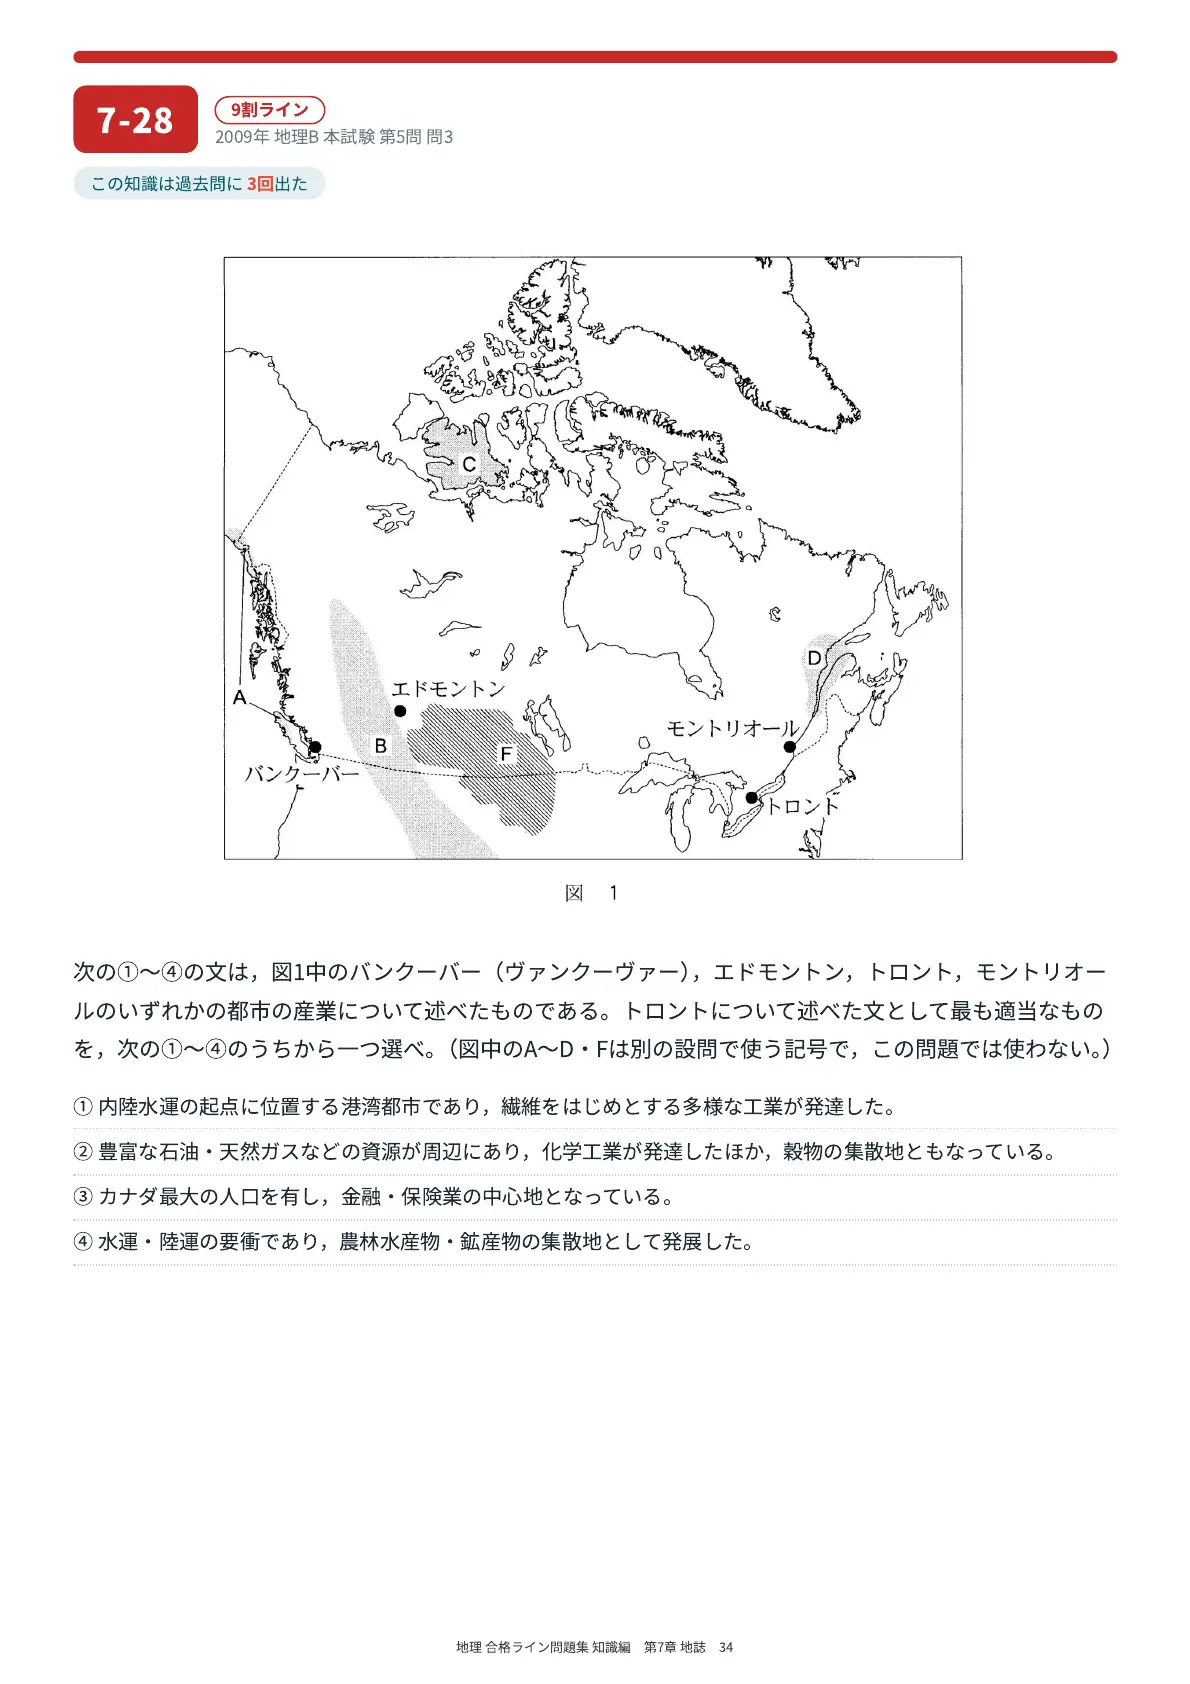 7-28
9割ライン
2009年 地理B 本試験 第5問 問3
この知識は過去問に 3回出た
C
A
D
エドモントン
モントリオール
B
F
バンクーバー
トロント
図 1
次の①～④の文は，図1中のバンクーバー（ヴァンクーヴァー），エドモントン，トロント，モントリオー
ルのいずれかの都市の産業について述べたものである。トロントについて述べた文として最も適当なもの
を，次の①～④のうちから一つ選べ。（図中のA～D・Fは別の設問で使う記号で，この問題では使わない。）
① 内陸水運の起点に位置する港湾都市であり，繊維をはじめとする多様な工業が発達した。
② 豊富な石油・天然ガスなどの資源が周辺にあり，化学工業が発達したほか，穀物の集散地ともなっている。
③ カナダ最大の人口を有し，金融・保険業の中心地となっている。
④ 水運・陸運の要衝であり，農林水産物・鉱産物の集散地として発展した。
地理 合格ライン問題集 知識編 第7章 地誌 34